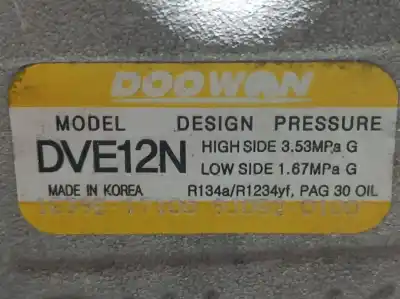 DOOWON
MODEL DESIGN PRESSURE
DVE12N HIGH SIDE 3.53MPa G
LOW SIDE 1.67MPa G
MADE IN KOREA R134a/R1234yf, PAG 30 OIL